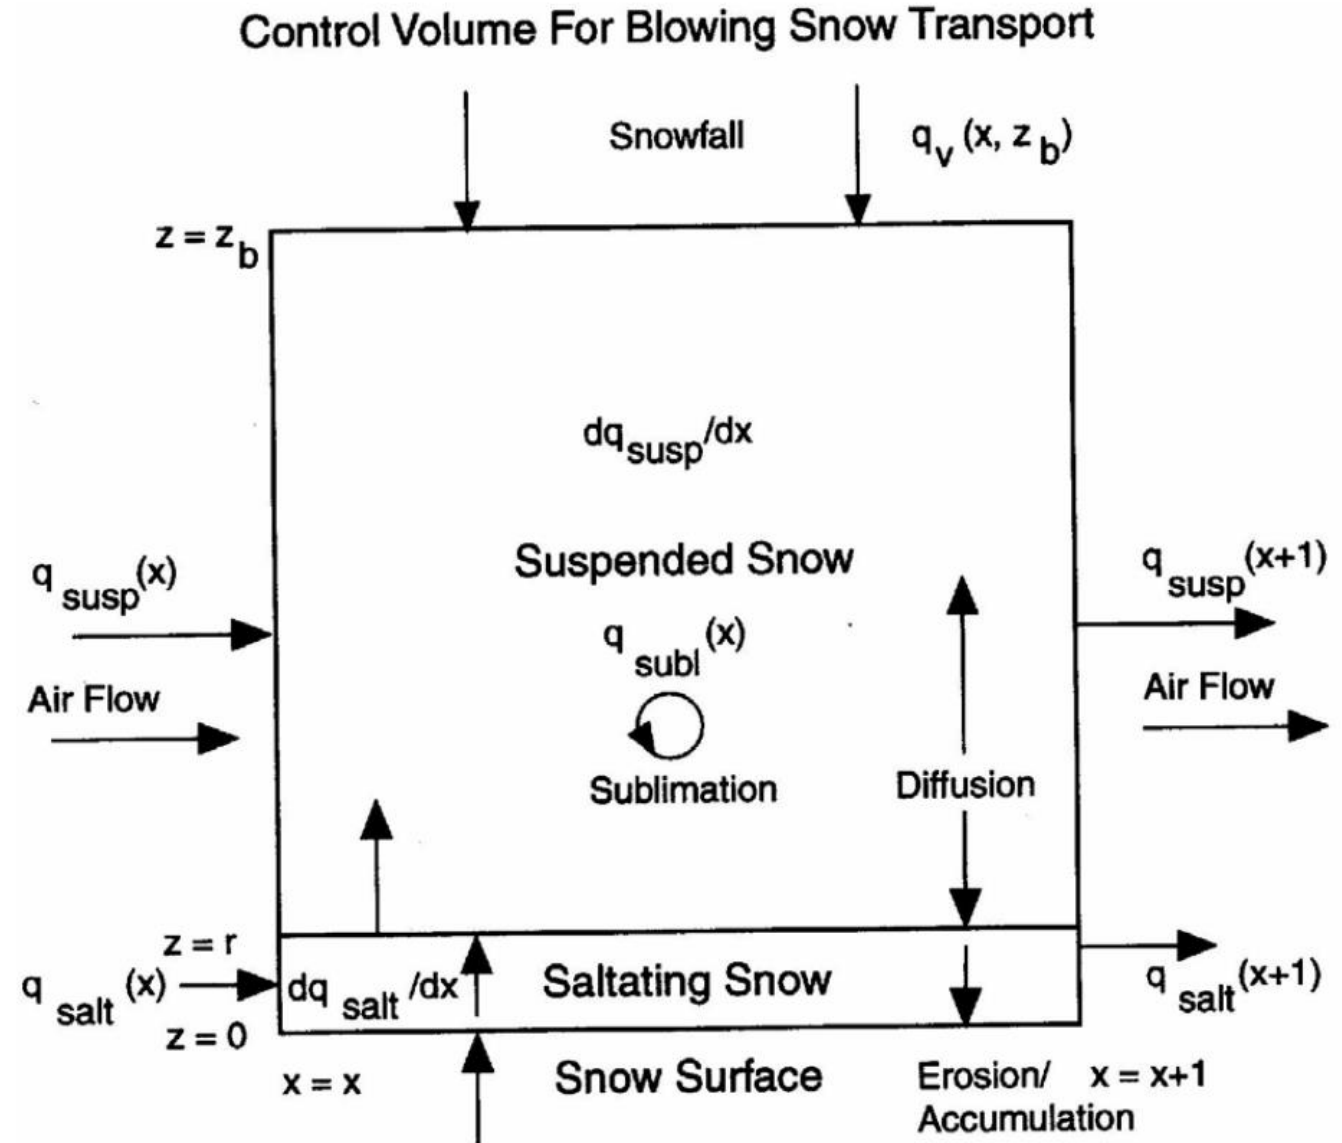 Control Volume For Blowing Snow Transport
Snowfall
q_v (x, z_b)
z = z_b
dq_susp/dx
Suspended Snow
q_susp(x)
q_susp(x+1)
q_subl(x)
Air Flow
Air Flow
Sublimation
Diffusion
z = r
q_salt (x)
dq_salt/dx
Saltating Snow
q_salt(x+1)
z = 0
x = x
Snow Surface
Erosion/
Accumulation
x = x+1